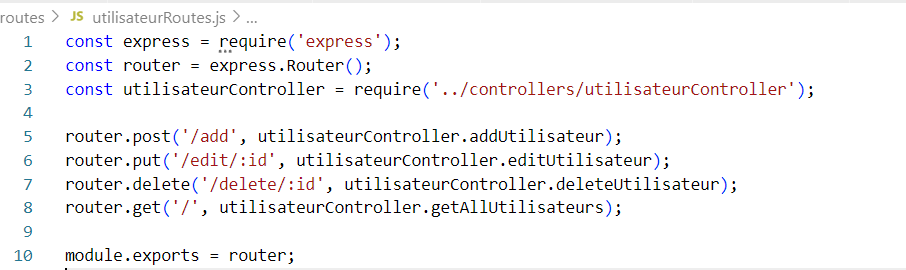 routes > JS utilisateurRoutes.js > ...
1 const express = require('express');
2 const router = express.Router();
3 const utilisateurController = require('../controllers/utilisateurController');
4
5 router.post('/add', utilisateurController.addUtilisateur);
6 router.put('/edit/:id', utilisateurController.editUtilisateur);
7 router.delete('/delete/:id', utilisateurController.deleteUtilisateur);
8 router.get('/', utilisateurController.getAllUtilisateurs);
9
10 module.exports = router;